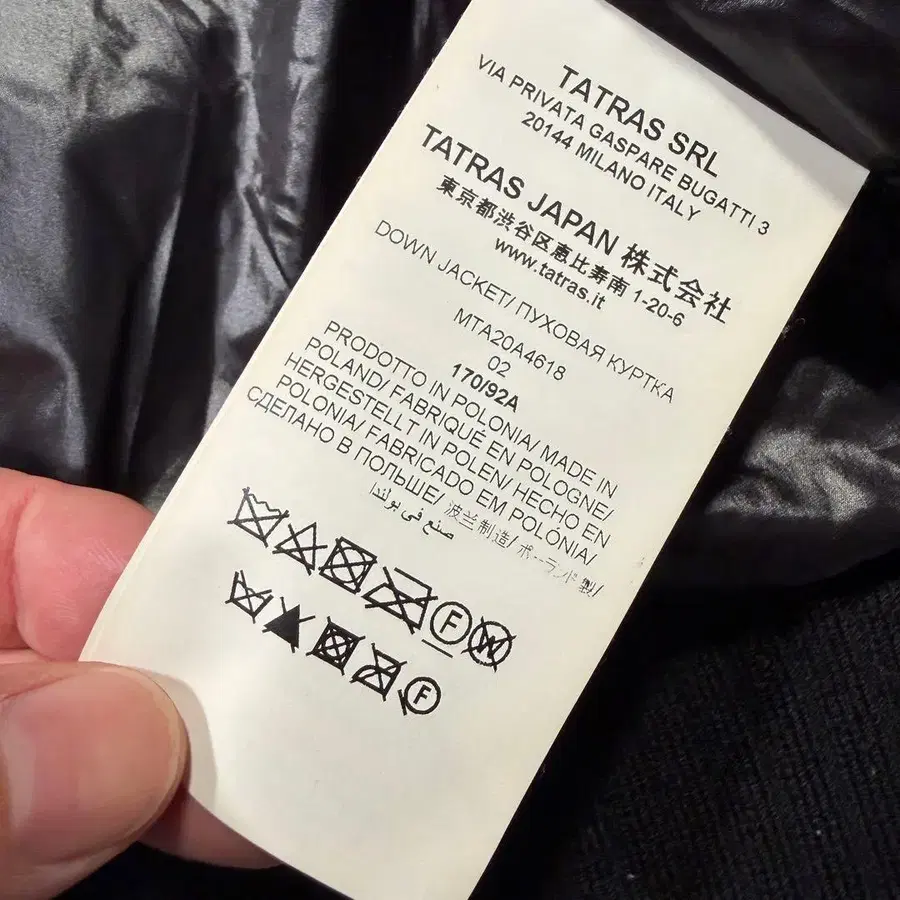 TATRAS SRL
VIA PRIVATA GASPARE BUGATTI 3
20144 MILANO ITALY
TATRAS JAPAN 株式会社
東京都渋谷区恵比寿南 1-20-6
www.tatras.it
DOWN JACKET/ ПУХОВАЯ КУРТКА
MTA20A4618
02
170/92A
PRODOTTO IN POLONIA/ MADE IN
POLAND/ FABRIQUÉ EN POLOGNE/
HERGESTELLT IN POLEN/ HECHO EN
POLONIA/ FABRICADO EM POLONIA/
СДЕЛАНО В ПОЛЬШЕ/ 波兰制造/ ポーランド製/
صنع في بولندا
F W
F